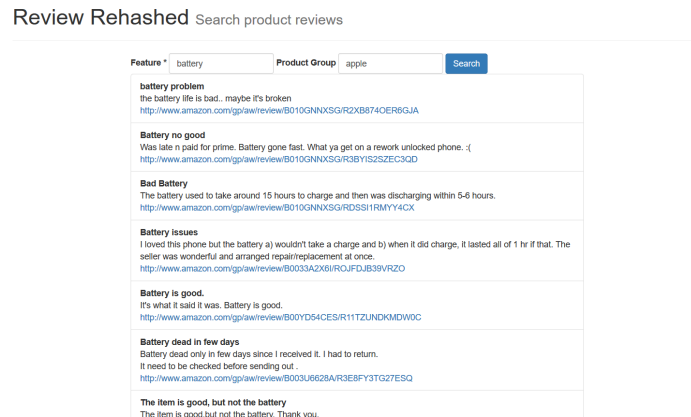 Review Rehashed Search product reviews
Feature * battery Product Group apple Search
battery problem
the battery life is bad.. maybe it's broken
http://www.amazon.com/gp/aw/review/B010GNNXSG/R2XB874OER6GJA
Battery no good
Was late n paid for prime. Battery gone fast. What ya get on a rework unlocked phone. :(
http://www.amazon.com/gp/aw/review/B010GNNXSG/R3BYIS2SZEC3QD
Bad Battery
The battery used to take around 15 hours to charge and then was discharging within 5-6 hours.
http://www.amazon.com/gp/aw/review/B010GNNXSG/RDSSI1RMYY4CX
Battery issues
I loved this phone but the battery a) wouldn't take a charge and b) when it did charge, it lasted all of 1 hr if that. The
seller was wonderful and arranged repair/replacement at once.
http://www.amazon.com/gp/aw/review/B0033A2X6I/ROJFDJB39VRZO
Battery is good.
It's what it said it was. Battery is good.
http://www.amazon.com/gp/aw/review/B00YD54CES/R11TZUNDKMDW0C
Battery dead in few days
Battery dead only in few days since I received it. I had to return.
It need to be checked before sending out .
http://www.amazon.com/gp/aw/review/B003U6628A/R3E8FY3TG27ESQ
The item is good, but not the battery
The item is good,but not the battery. Thank you.